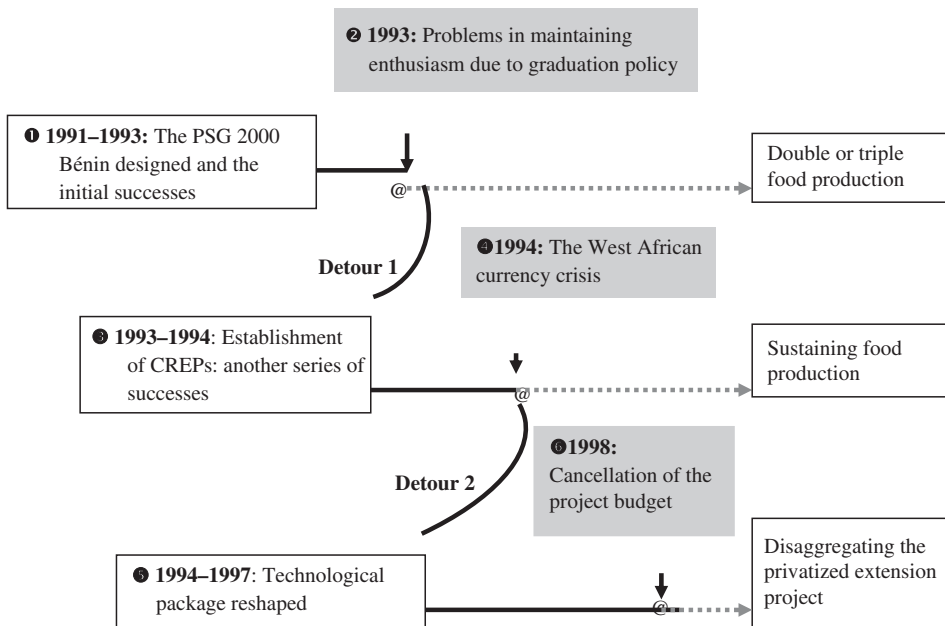 ❷ 1993: Problems in maintaining
enthusiasm due to graduation policy
❶ 1991–1993: The PSG 2000
Bénin designed and the
initial successes
@
Double or triple
food production
Detour 1
❹1994: The West African
currency crisis
❸ 1993–1994: Establishment
of CREPs: another series of
successes
@
Sustaining food
production
Detour 2
❻1998:
Cancellation of the
project budget
❺ 1994–1997: Technological
package reshaped
@
Disaggregating the
privatized extension
project